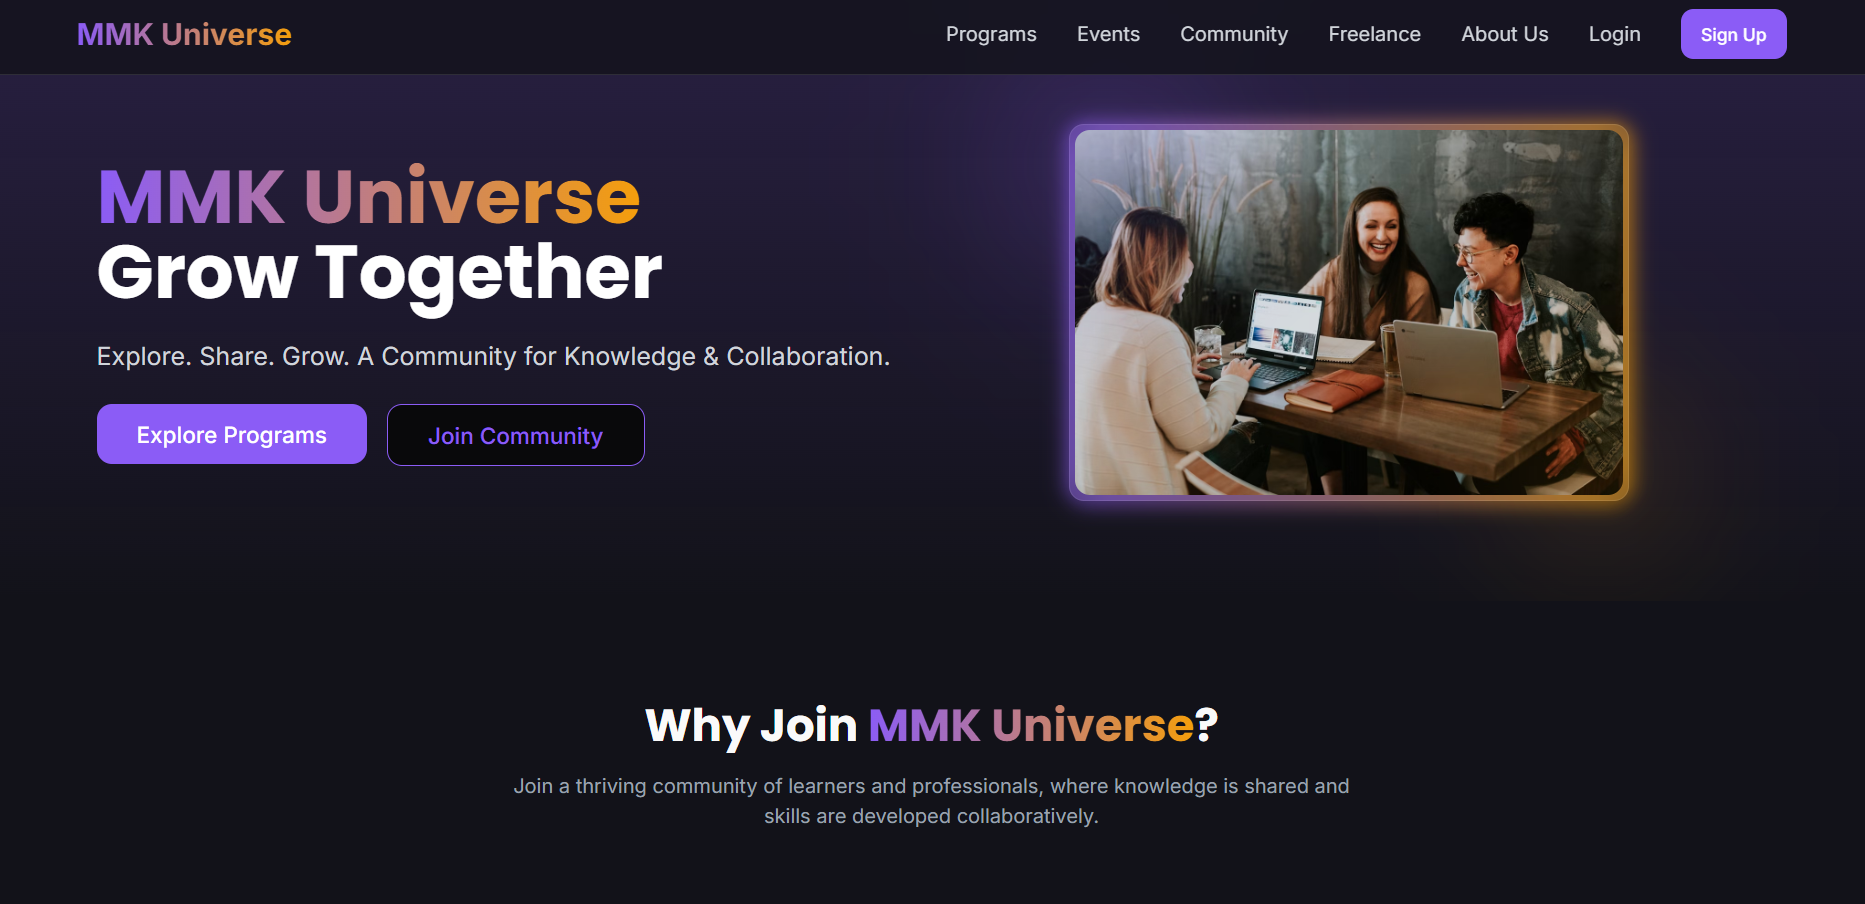 MMK Universe
Programs
Events
Community
Freelance
About Us
Login
Sign Up
MMK Universe
Grow Together
Explore. Share. Grow. A Community for Knowledge & Collaboration.
Explore Programs
Join Community
Why Join MMK Universe?
Join a thriving community of learners and professionals, where knowledge is shared and
skills are developed collaboratively.